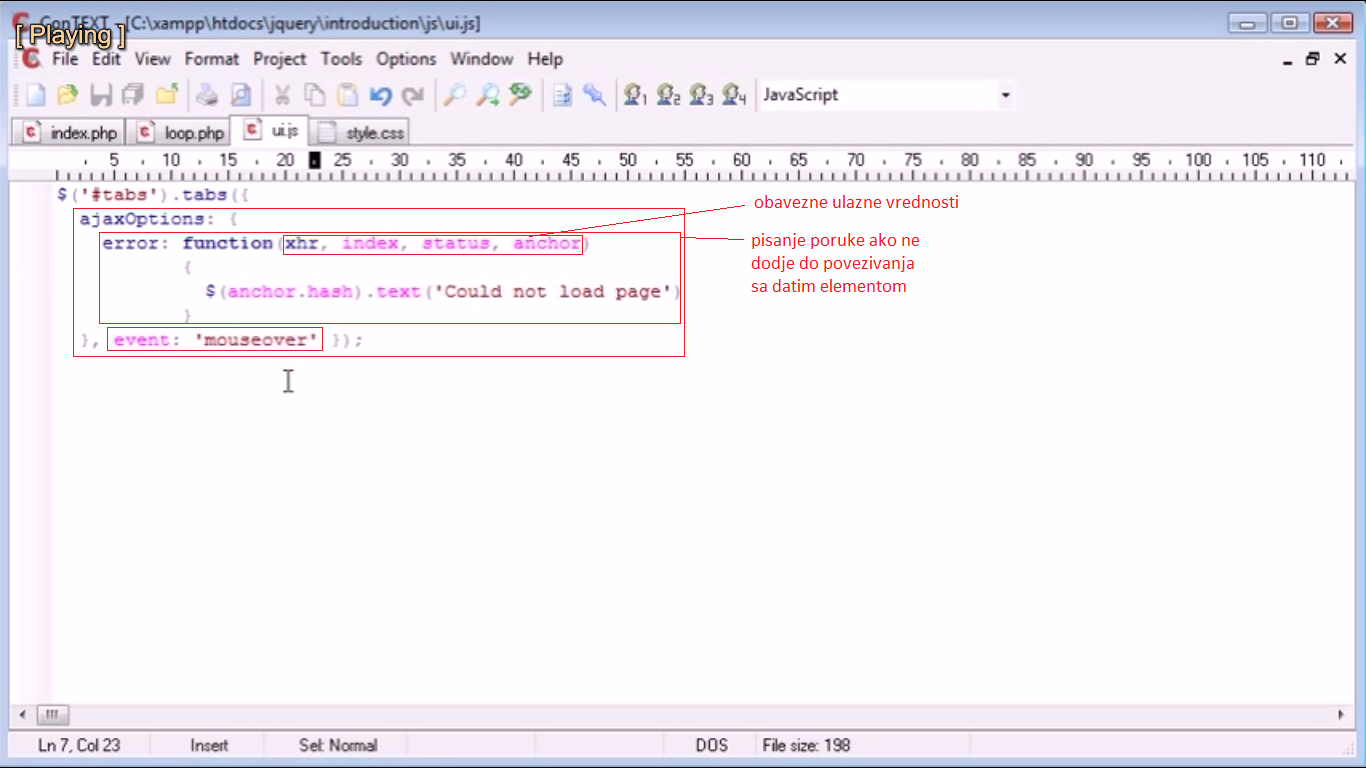 ConTEXT - [C:\xampp\htdocs\jquery\introduction\js\ui.js]
[ Playing ]
File Edit View Format Project Tools Options Window Help
1 2 3 4 JavaScript
index.php loop.php ui.js style.css
5 10 15 20 25 30 35 40 45 50 55 60 65 70 75 80 85 90 95 100 105 110
$('#tabs').tabs({
ajaxOptions: {
obavezne ulazne vrednosti
error: function(xhr, index, status, anchor)
pisanje poruke ako ne
{
dodje do povezivanja
$(anchor.hash).text('Could not load page')
sa datim elementom
}
}, event: 'mouseover' });
Ln 7, Col 23 Insert Sel: Normal DOS File size: 198